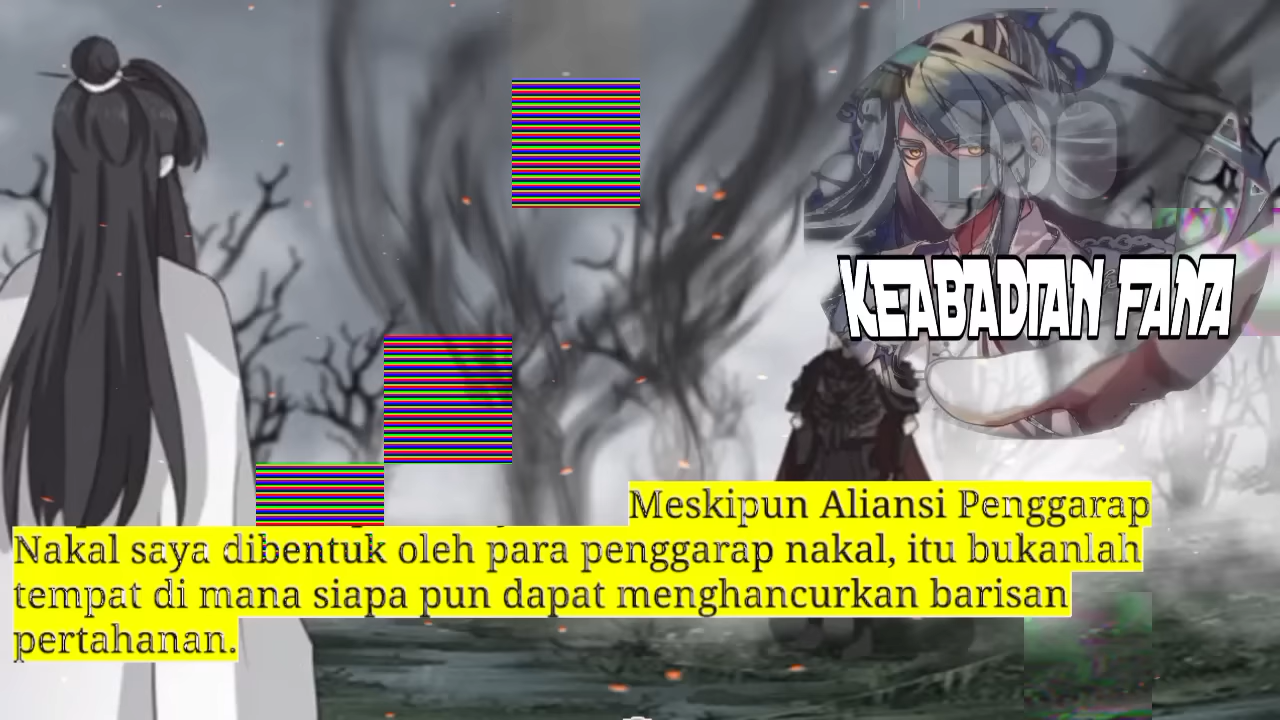 100
KEABADIAN FANA
Meskipun Aliansi Penggarap
Nakal saya dibentuk oleh para penggarap nakal, itu bukanlah
tempat di mana siapa pun dapat menghancurkan barisan
pertahanan.